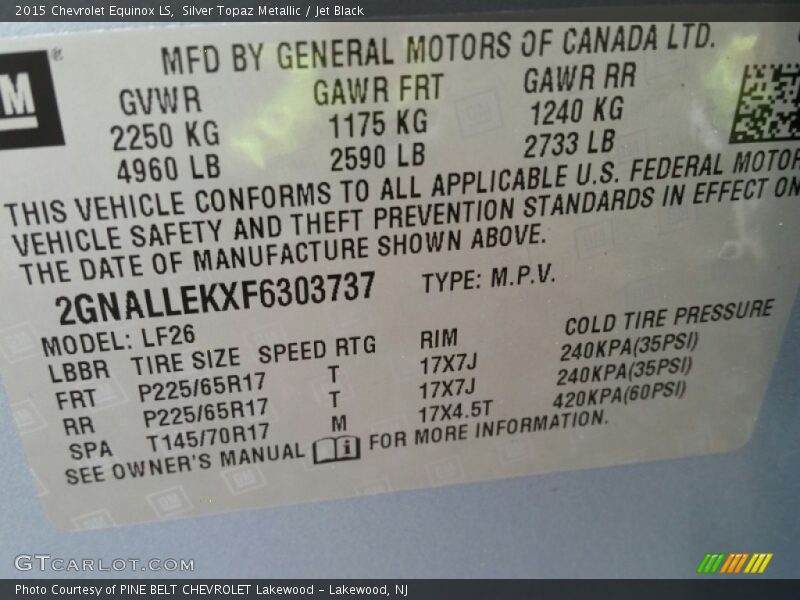 2015 Chevrolet Equinox LS,  Silver Topaz Metallic / Jet Black
MFD BY GENERAL MOTORS OF CANADA LTD.
GM ®
GVWR GAWR FRT GAWR RR
2250 KG 1175 KG 1240 KG
4960 LB 2590 LB 2733 LB
THIS VEHICLE CONFORMS TO ALL APPLICABLE U.S. FEDERAL MOTOR
VEHICLE SAFETY AND THEFT PREVENTION STANDARDS IN EFFECT ON
THE DATE OF MANUFACTURE SHOWN ABOVE.
2GNALLEKXF6303737 TYPE: M.P.V.
MODEL: LF26
LBBR TIRE SIZE SPEED RTG RIM COLD TIRE PRESSURE
FRT P225/65R17 T 17X7J 240KPA(35PSI)
RR P225/65R17 T 17X7J 240KPA(35PSI)
SPA T145/70R17 M 17X4.5T 420KPA(60PSI)
SEE OWNER'S MANUAL i FOR MORE INFORMATION.
GTCARLOT.COM
Photo Courtesy of PINE BELT CHEVROLET Lakewood - Lakewood, NJ